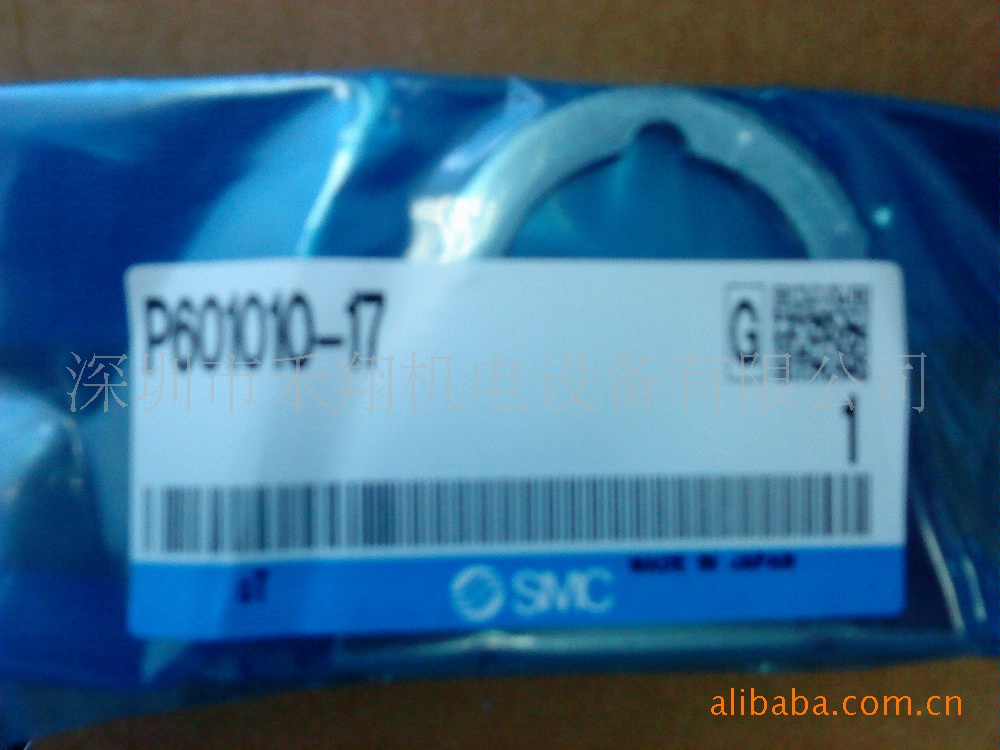 P601010-17
G
深圳市禾翔机电设备有限公司
1
SMC
MADE IN JAPAN
alibaba.com.cn